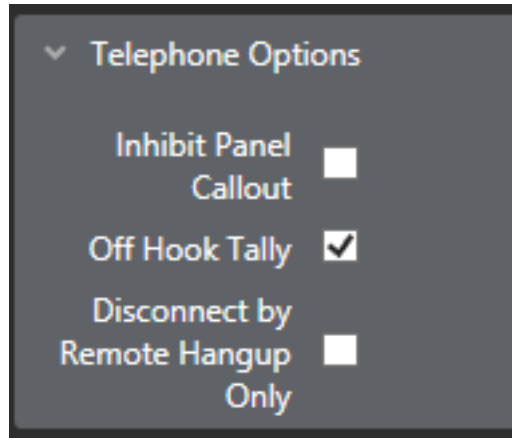 Telephone Options
Inhibit Panel
Callout
Off Hook Tally
Disconnect by
Remote Hangup
Only